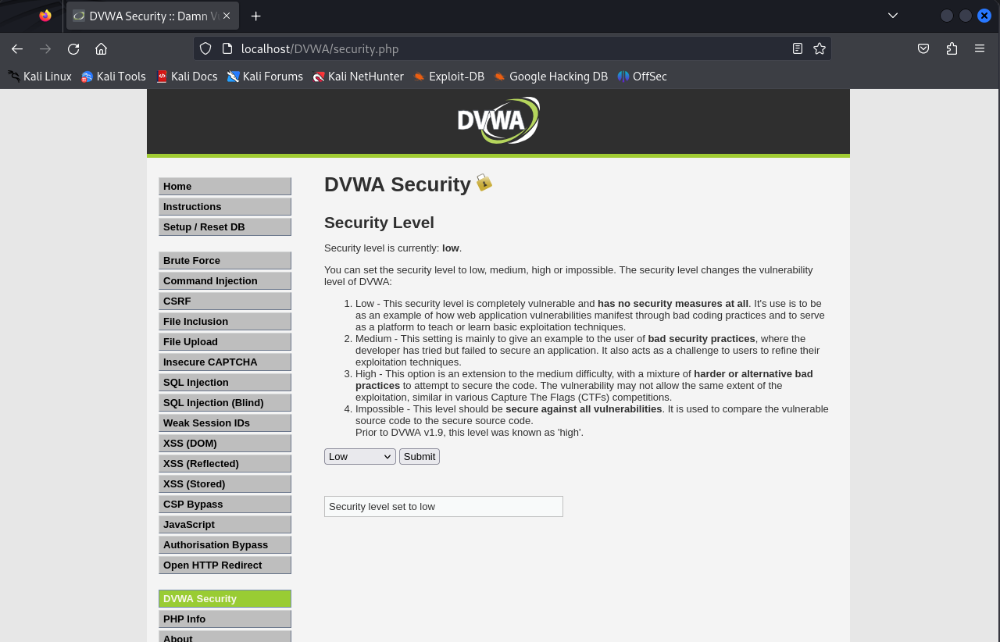 DVWA Security :: Damn Vu
localhost/DVWA/security.php
Kali Linux
Kali Tools
Kali Docs
Kali Forums
Kali NetHunter
Exploit-DB
Google Hacking DB
OffSec
DVWA
Home
Instructions
Setup / Reset DB
Brute Force
Command Injection
CSRF
File Inclusion
File Upload
Insecure CAPTCHA
SQL Injection
SQL Injection (Blind)
Weak Session IDs
XSS (DOM)
XSS (Reflected)
XSS (Stored)
CSP Bypass
JavaScript
Authorisation Bypass
Open HTTP Redirect
DVWA Security
PHP Info
About
DVWA Security
Security Level
Security level is currently: low.
You can set the security level to low, medium, high or impossible. The security level changes the vulnerability
level of DVWA:
1. Low - This security level is completely vulnerable and has no security measures at all. It's use is to be
as an example of how web application vulnerabilities manifest through bad coding practices and to serve
as a platform to teach or learn basic exploitation techniques.
2. Medium - This setting is mainly to give an example to the user of bad security practices, where the
developer has tried but failed to secure an application. It also acts as a challenge to users to refine their
exploitation techniques.
3. High - This option is an extension to the medium difficulty, with a mixture of harder or alternative bad
practices to attempt to secure the code. The vulnerability may not allow the same extent of the
exploitation, similar in various Capture The Flags (CTFs) competitions.
4. Impossible - This level should be secure against all vulnerabilities. It is used to compare the vulnerable
source code to the secure source code.
Prior to DVWA v1.9, this level was known as 'high'.
Low
Submit
Security level set to low